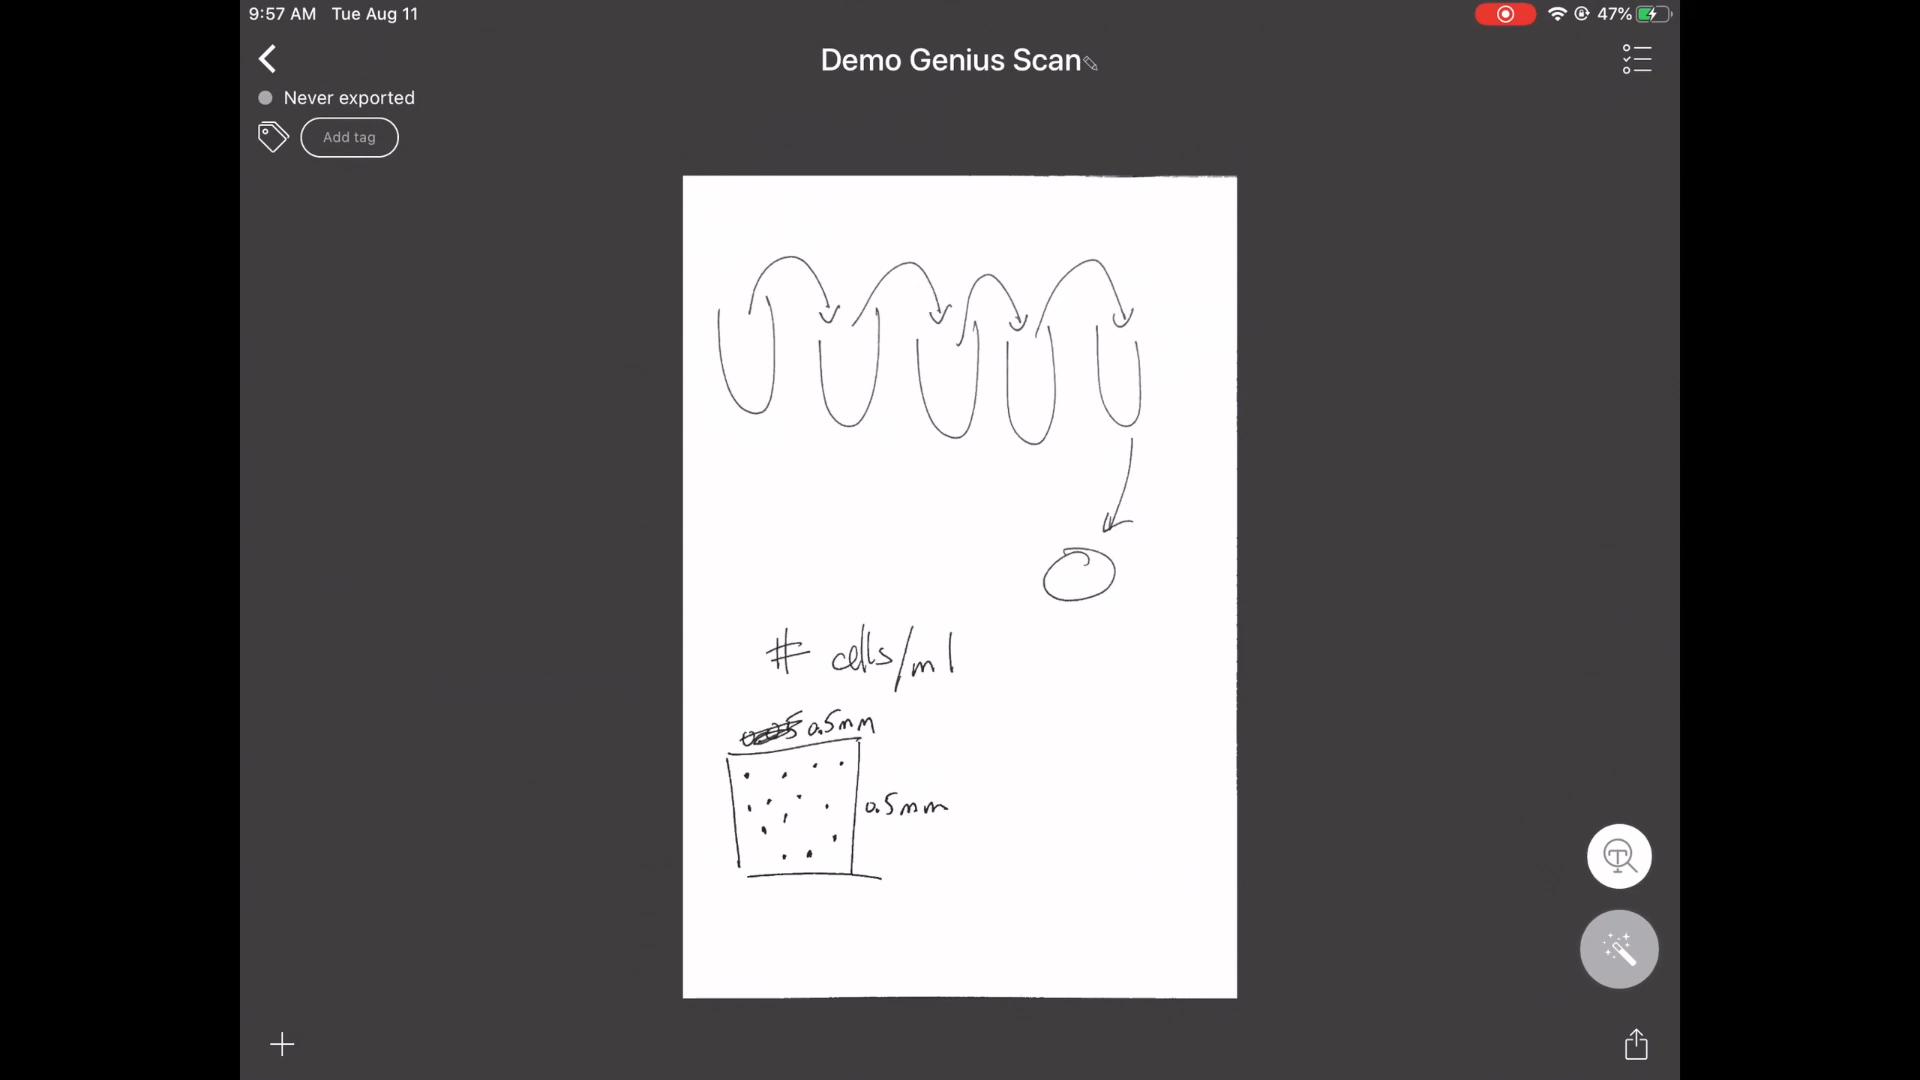 9:57 AM Tue Aug 11
47%
Demo Genius Scan
Never exported
Add tag
# cells/ml
0.5mm
0.5mm